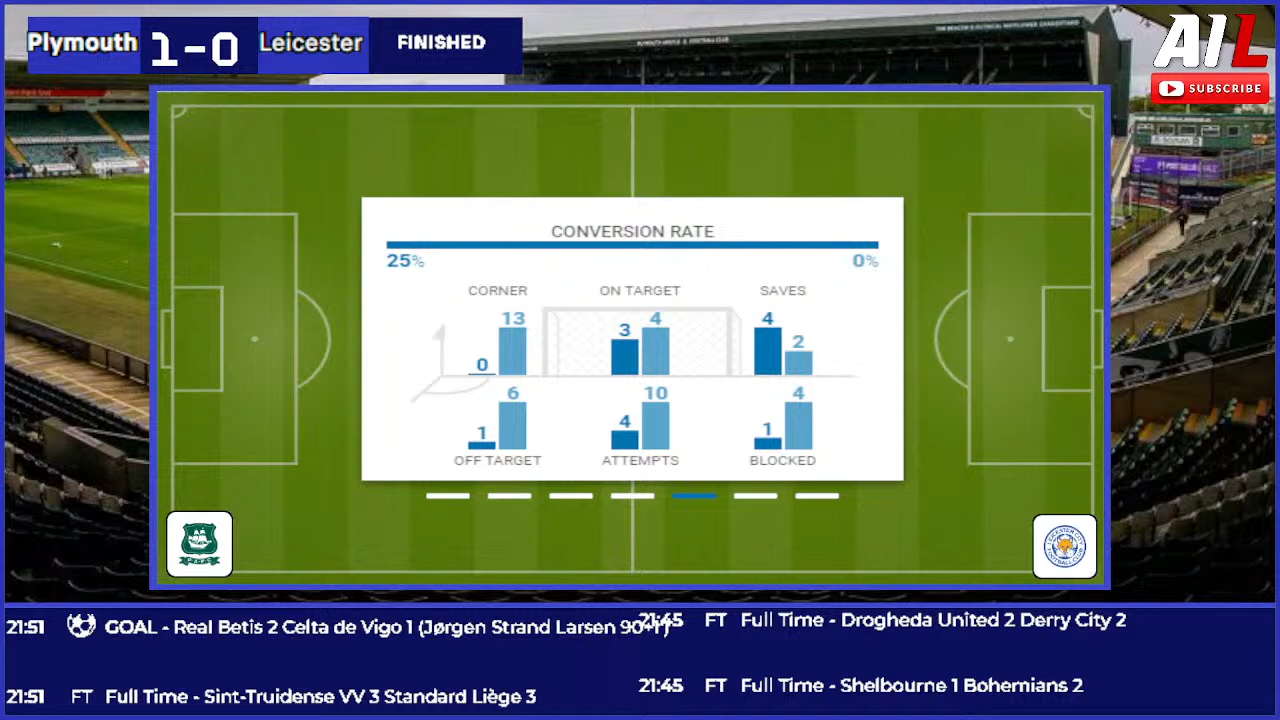 Plymouth 1-0 Leicester FINISHED
AIL
SUBSCRIBE
CONVERSION RATE
25% 0%
CORNER ON TARGET SAVES
0 13 3 4 4 2
1 6 4 10 1 4
OFF TARGET ATTEMPTS BLOCKED
21:51 GOAL - Real Betis 2 Celta de Vigo 1 (Jørgen Strand Larsen 90+1')
21:45 FT Full Time - Drogheda United 2 Derry City 2
21:51 FT Full Time - Sint-Truidense VV 3 Standard Liège 3
21:45 FT Full Time - Shelbourne 1 Bohemians 2